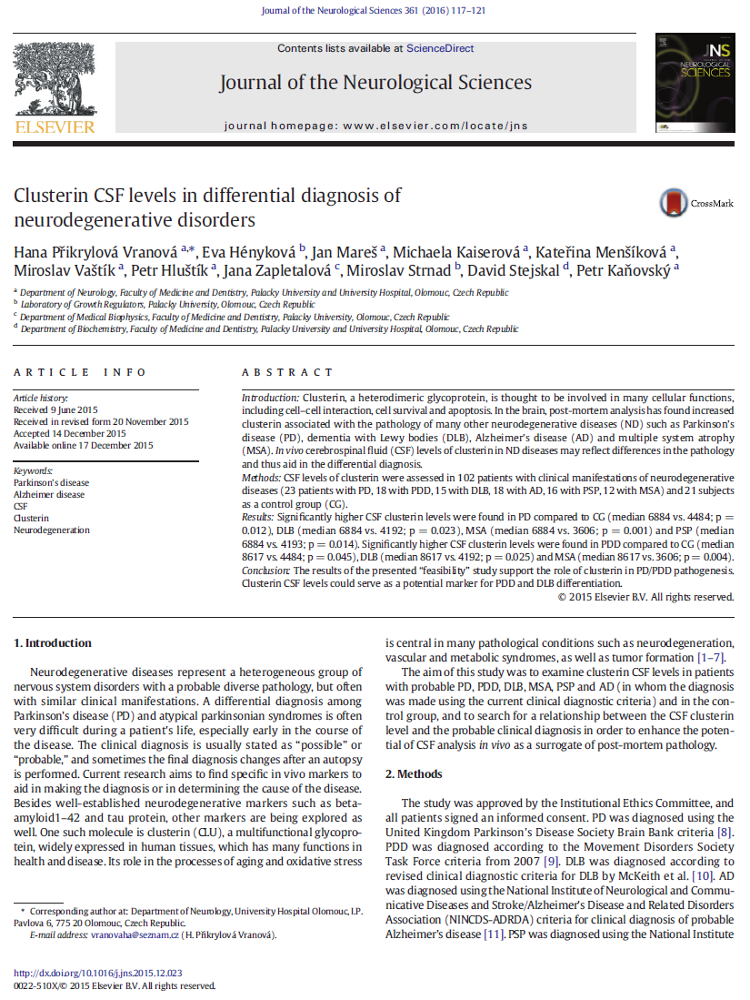 Journal of the Neurological Sciences 361 (2016) 117–121
Contents lists available at ScienceDirect
Journal of the Neurological Sciences
journal homepage: www.elsevier.com/locate/jns
ELSEVIER
JNS
JOURNAL OF THE
NEUROLOGICAL
SCIENCES
Clusterin CSF levels in differential diagnosis of
neurodegenerative disorders
CrossMark
Hana Přikrylová Vranová a,*, Eva Hényková b, Jan Mareš a, Michaela Kaiserová a, Kateřina Menšíková a,
Miroslav Vaštík a, Petr Hluštík a, Jana Zapletalová c, Miroslav Strnad b, David Stejskal d, Petr Kaňovský a
a Department of Neurology, Faculty of Medicine and Dentistry, Palacky University and University Hospital, Olomouc, Czech Republic
b Laboratory of Growth Regulators, Palacky University, Olomouc, Czech Republic
c Department of Medical Biophysics, Faculty of Medicine and Dentistry, Palacky University, Olomouc, Czech Republic
d Department of Biochemistry, Faculty of Medicine and Dentistry, Palacky University and University Hospital, Olomouc, Czech Republic
ARTICLE INFO
Article history:
Received 9 June 2015
Received in revised form 20 November 2015
Accepted 14 December 2015
Available online 17 December 2015
Keywords:
Parkinson's disease
Alzheimer disease
CSF
Clusterin
Neurodegeneration
ABSTRACT
Introduction: Clusterin, a heterodimeric glycoprotein, is thought to be involved in many cellular functions,
including cell–cell interaction, cell survival and apoptosis. In the brain, post-mortem analysis has found increased
clusterin associated with the pathology of many other neurodegenerative diseases (ND) such as Parkinson's
disease (PD), dementia with Lewy bodies (DLB), Alzheimer's disease (AD) and multiple system atrophy
(MSA). In vivo cerebrospinal fluid (CSF) levels of clusterin in ND diseases may reflect differences in the pathology
and thus aid in the differential diagnosis.
Methods: CSF levels of clusterin were assessed in 102 patients with clinical manifestations of neurodegenerative
diseases (23 patients with PD, 18 with PDD, 15 with DLB, 18 with AD, 16 with PSP, 12 with MSA) and 21 subjects
as a control group (CG).
Results: Significantly higher CSF clusterin levels were found in PD compared to CG (median 6884 vs. 4484; p =
0.012), DLB (median 6884 vs. 4192; p = 0.023), MSA (median 6884 vs. 3606; p = 0.001) and PSP (median
6884 vs. 4193; p = 0.014). Significantly higher CSF clusterin levels were found in PDD compared to CG (median
8617 vs. 4484; p = 0.045), DLB (median 8617 vs. 4192; p = 0.025) and MSA (median 8617 vs. 3606; p = 0.004).
Conclusion: The results of the presented “feasibility” study support the role of clusterin in PD/PDD pathogenesis.
Clusterin CSF levels could serve as a potential marker for PDD and DLB differentiation.
© 2015 Elsevier B.V. All rights reserved.
1. Introduction
Neurodegenerative diseases represent a heterogeneous group of
nervous system disorders with a probable diverse pathology, but often
with similar clinical manifestations. A differential diagnosis among
Parkinson's disease (PD) and atypical parkinsonian syndromes is often
very difficult during a patient's life, especially early in the course of
the disease. The clinical diagnosis is usually stated as “possible” or
“probable,” and sometimes the final diagnosis changes after an autopsy
is performed. Current research aims to find specific in vivo markers to
aid in making the diagnosis or in determining the cause of the disease.
Besides well-established neurodegenerative markers such as beta-
amyloid1–42 and tau protein, other markers are being explored as
well. One such molecule is clusterin (CLU), a multifunctional glycopro-
tein, widely expressed in human tissues, which has many functions in
health and disease. Its role in the processes of aging and oxidative stress
is central in many pathological conditions such as neurodegeneration,
vascular and metabolic syndromes, as well as tumor formation [1–7].
The aim of this study was to examine clusterin CSF levels in patients
with probable PD, PDD, DLB, MSA, PSP and AD (in whom the diagnosis
was made using the current clinical diagnostic criteria) and in the con-
trol group, and to search for a relationship between the CSF clusterin
level and the probable clinical diagnosis in order to enhance the poten-
tial of CSF analysis in vivo as a surrogate of post-mortem pathology.
2. Methods
The study was approved by the Institutional Ethics Committee, and
all patients signed an informed consent. PD was diagnosed using the
United Kingdom Parkinson's Disease Society Brain Bank criteria [8].
PDD was diagnosed according to the Movement Disorders Society
Task Force criteria from 2007 [9]. DLB was diagnosed according to
revised clinical diagnostic criteria for DLB by McKeith et al. [10]. AD
was diagnosed using the National Institute of Neurological and Commu-
nicative Diseases and Stroke/Alzheimer's Disease and Related Disorders
Association (NINCDS-ADRDA) criteria for clinical diagnosis of probable
Alzheimer's disease [11]. PSP was diagnosed using the National Institute
* Corresponding author at: Department of Neurology, University Hospital Olomouc, I.P.
Pavlova 6, 775 20 Olomouc, Czech Republic.
E-mail address: vranovaha@seznam.cz (H. Přikrylová Vranová).
http://dx.doi.org/10.1016/j.jns.2015.12.023
0022-510X/© 2015 Elsevier B.V. All rights reserved.